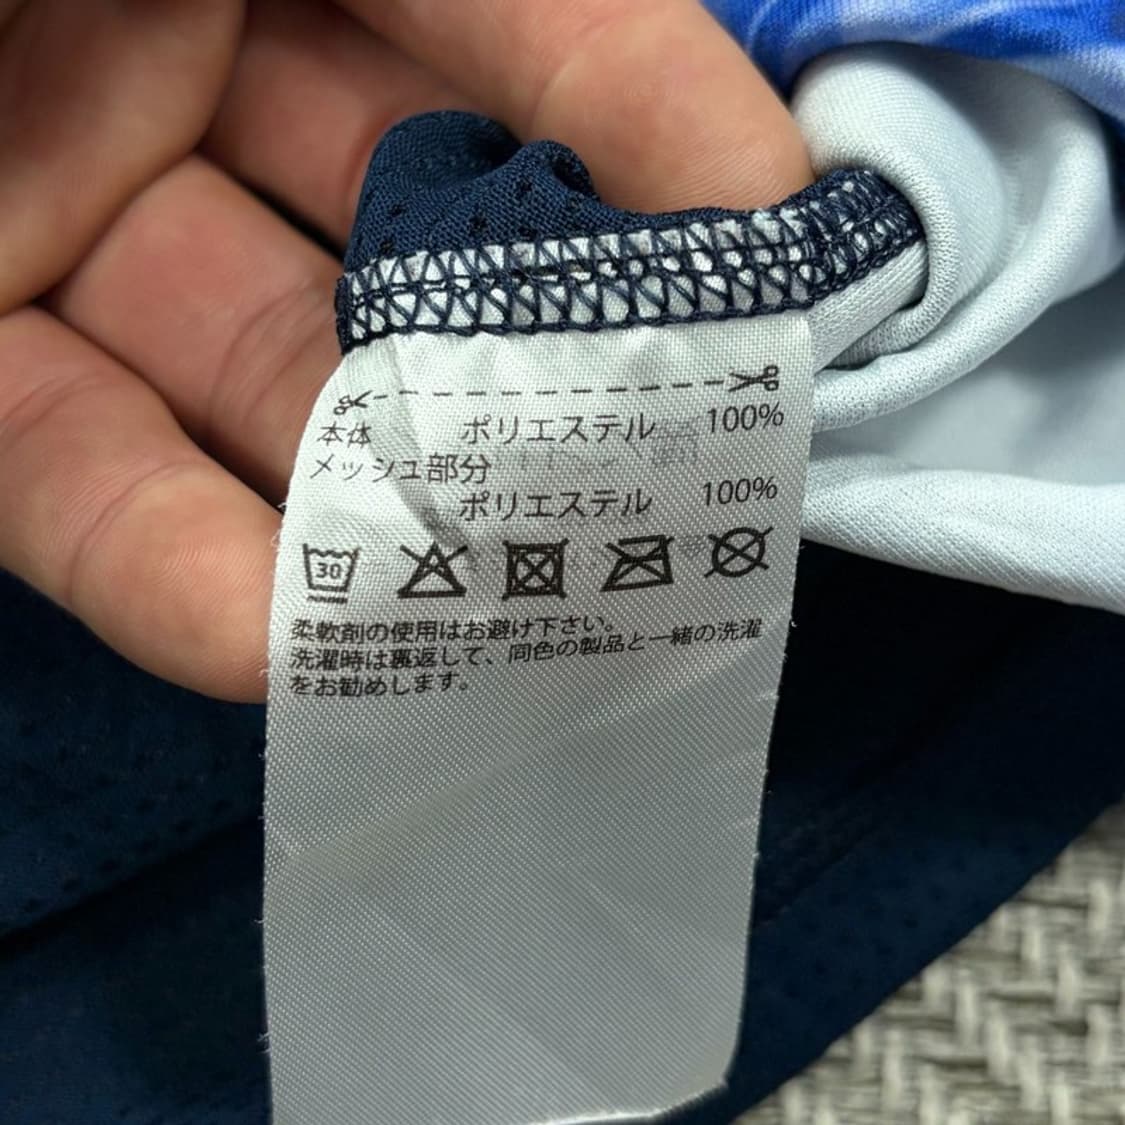 本体 ポリエステル 100%
メッシュ部分
ポリエステル 100%
30
柔軟剤の使用はお避け下さい。
洗濯時は裏返して、同色の製品と一緒の洗濯
をお勧めします。